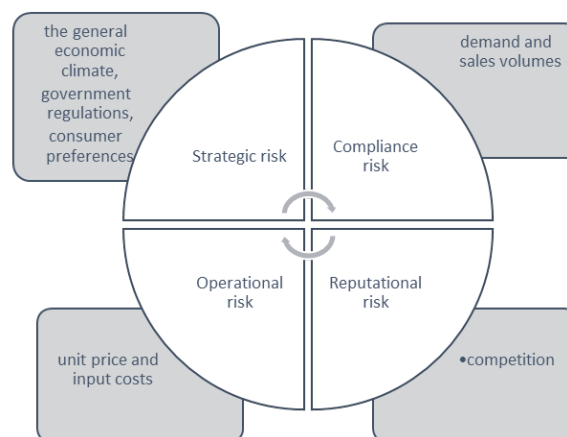 the general
economic
climate,
government
regulations,
consumer
preferences
demand and
sales volumes
Strategic risk
Compliance
risk
Operational
risk
Reputational
risk
unit price and
input costs
•competition